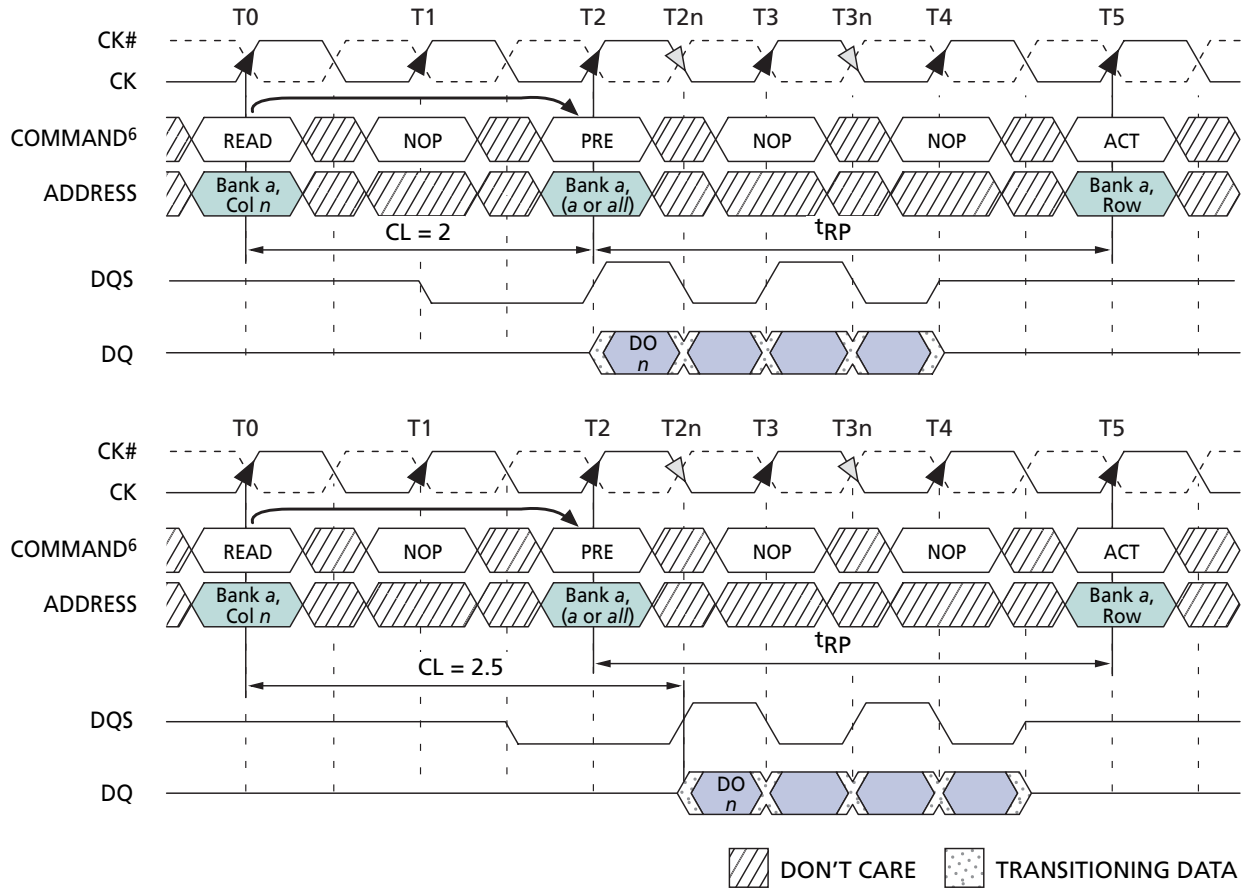 T0 T1 T2 T2n T3 T3n T4 T5
CK#
CK
COMMAND6 READ NOP PRE NOP NOP ACT
ADDRESS Bank a, Col n Bank a, (a or all) Bank a, Row
CL = 2 tRP
DQS
DQ DO n
T0 T1 T2 T2n T3 T3n T4 T5
CK#
CK
COMMAND6 READ NOP PRE NOP NOP ACT
ADDRESS Bank a, Col n Bank a, (a or all) Bank a, Row
tRP
CL = 2.5
DQS
DQ DO n
DON'T CARE TRANSITIONING DATA